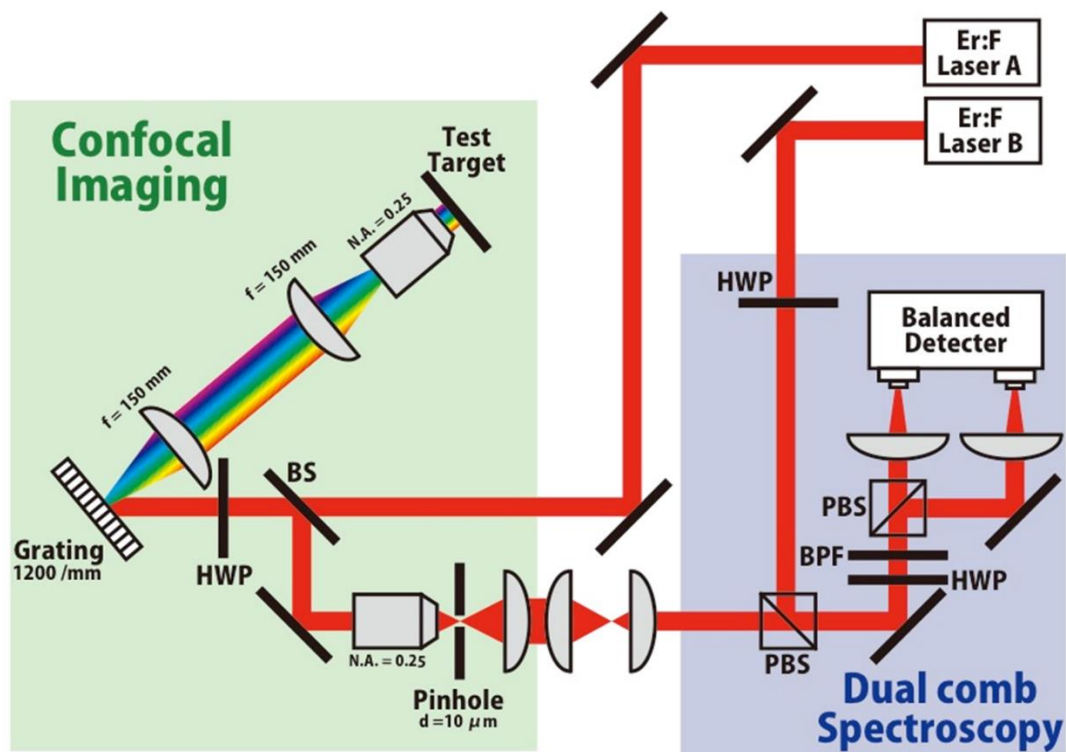 Er:F
Laser A
Er:F
Laser B
Confocal
Imaging
Test
Target
N.A. = 0.25
f = 150 mm
f = 150 mm
HWP
Balanced
Detecter
BS
PBS
Grating
1200 /mm
HWP
BPF
HWP
N.A. = 0.25
PBS
Pinhole
d =10 μm
Dual comb
Spectroscopy